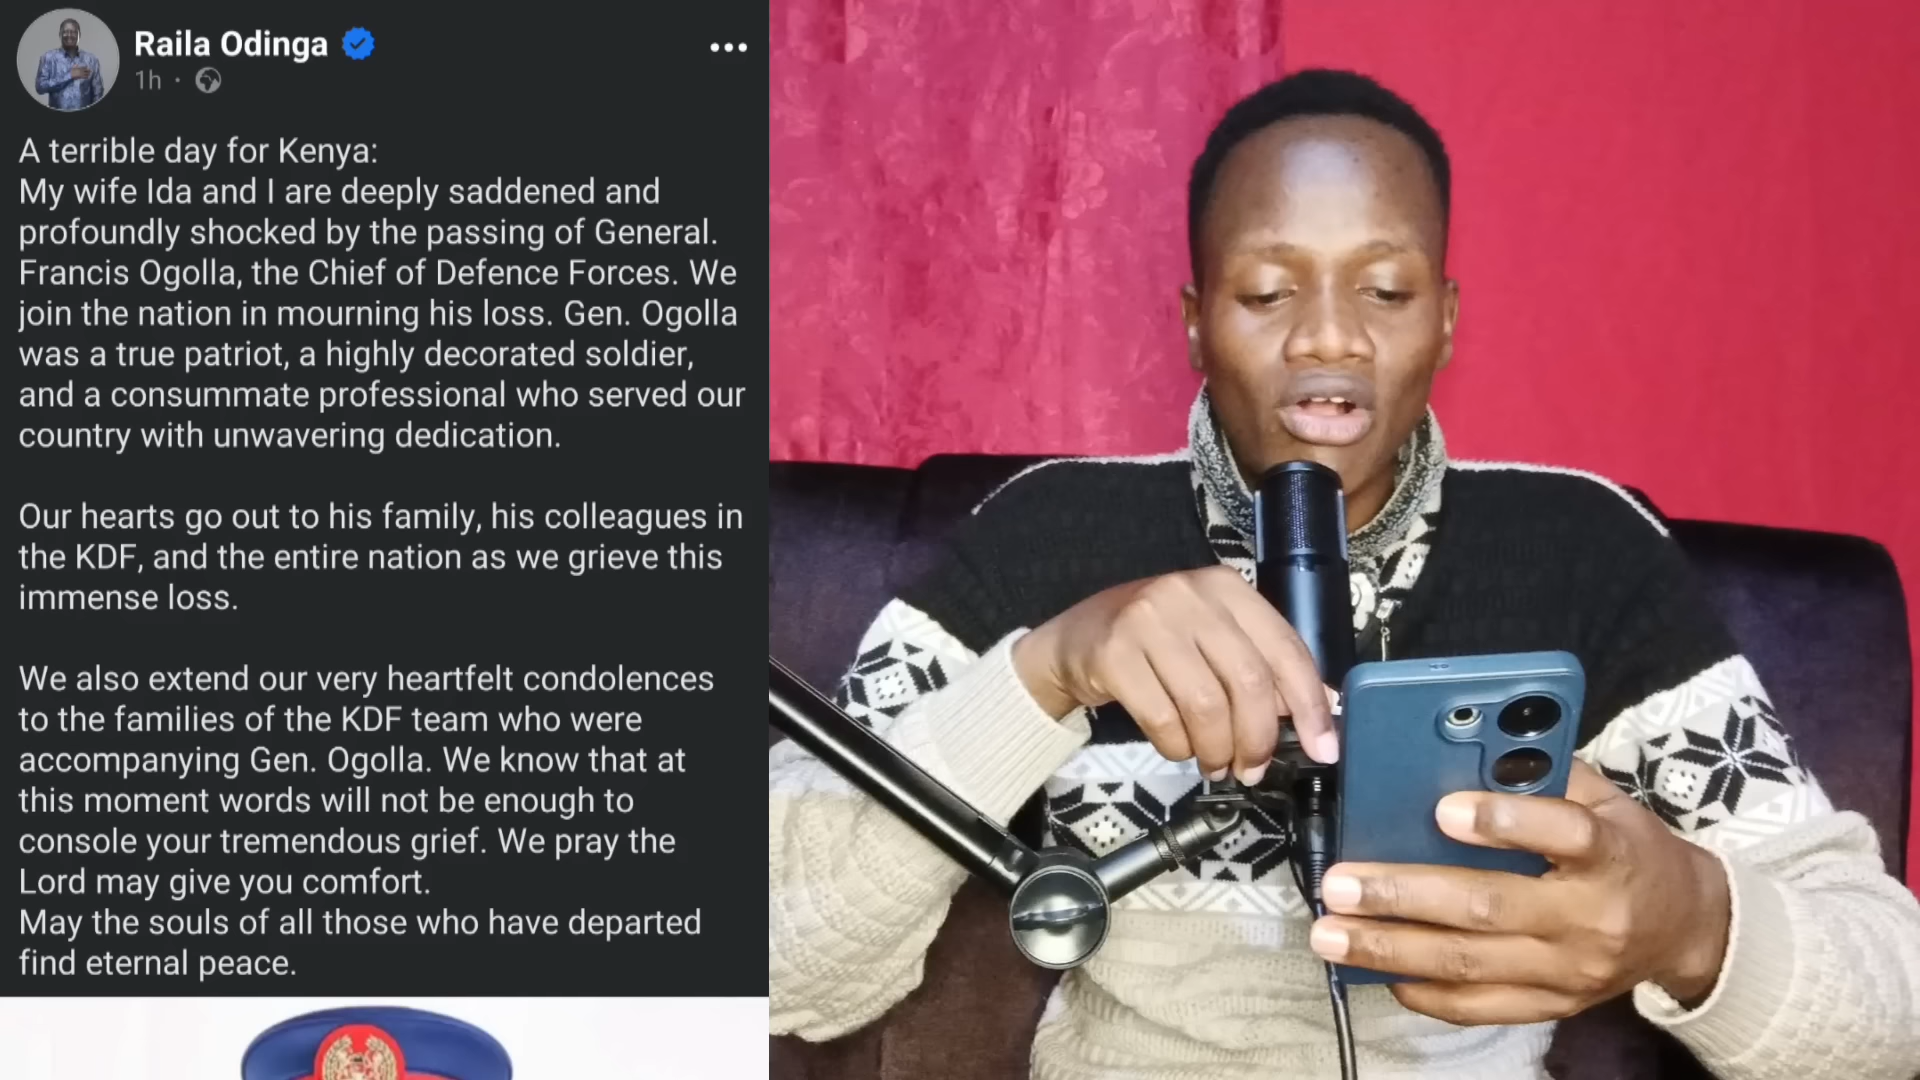 Raila Odinga
1h ·
A terrible day for Kenya:
My wife Ida and I are deeply saddened and
profoundly shocked by the passing of General.
Francis Ogolla, the Chief of Defence Forces. We
join the nation in mourning his loss. Gen. Ogolla
was a true patriot, a highly decorated soldier,
and a consummate professional who served our
country with unwavering dedication.
Our hearts go out to his family, his colleagues in
the KDF, and the entire nation as we grieve this
immense loss.
We also extend our very heartfelt condolences
to the families of the KDF team who were
accompanying Gen. Ogolla. We know that at
this moment words will not be enough to
console your tremendous grief. We pray the
Lord may give you comfort.
May the souls of all those who have departed
find eternal peace.